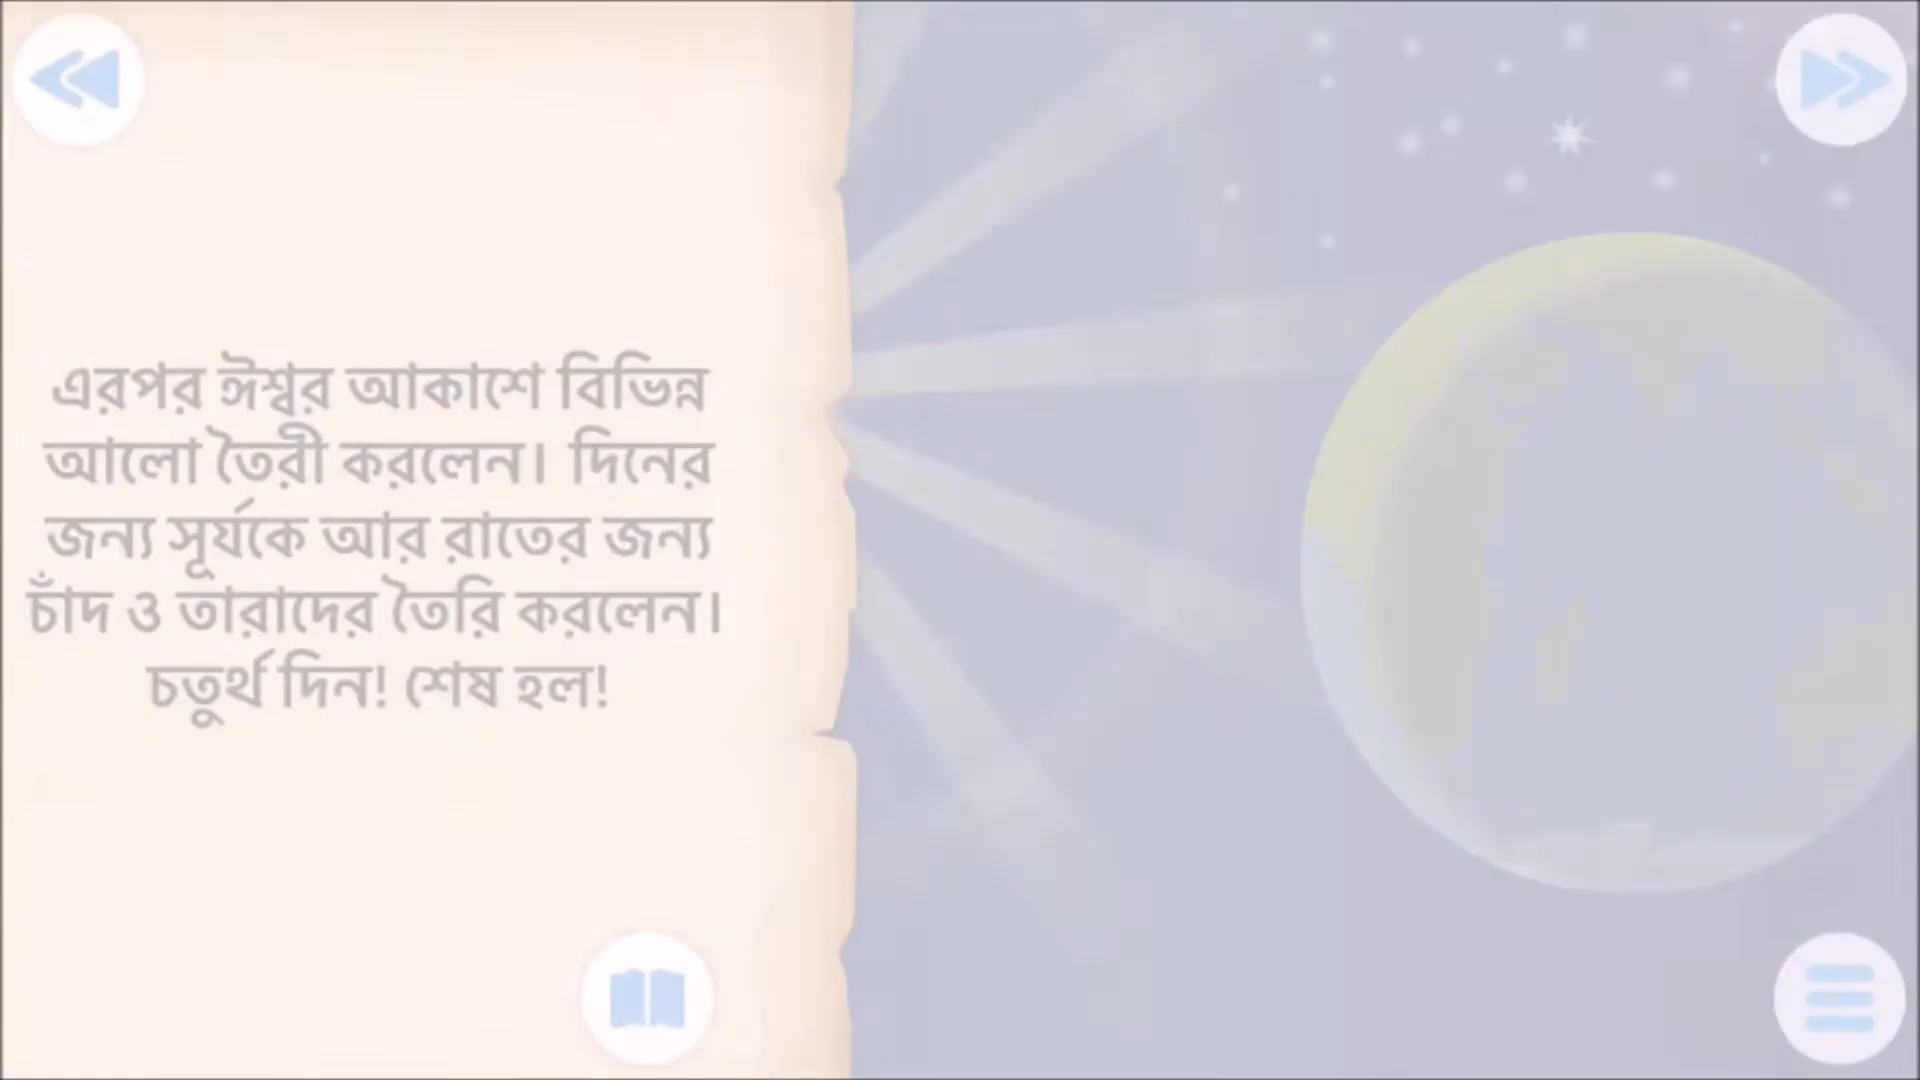 এরপর ঈশ্বর আকাশে বিভিন্ন
আলো তৈরী করলেন। দিনের
জন্য সূর্যকে আর রাতের জন্য
চাঁদ ও তারাদের তৈরি করলেন।
চতুর্থ দিন! শেষ হল!